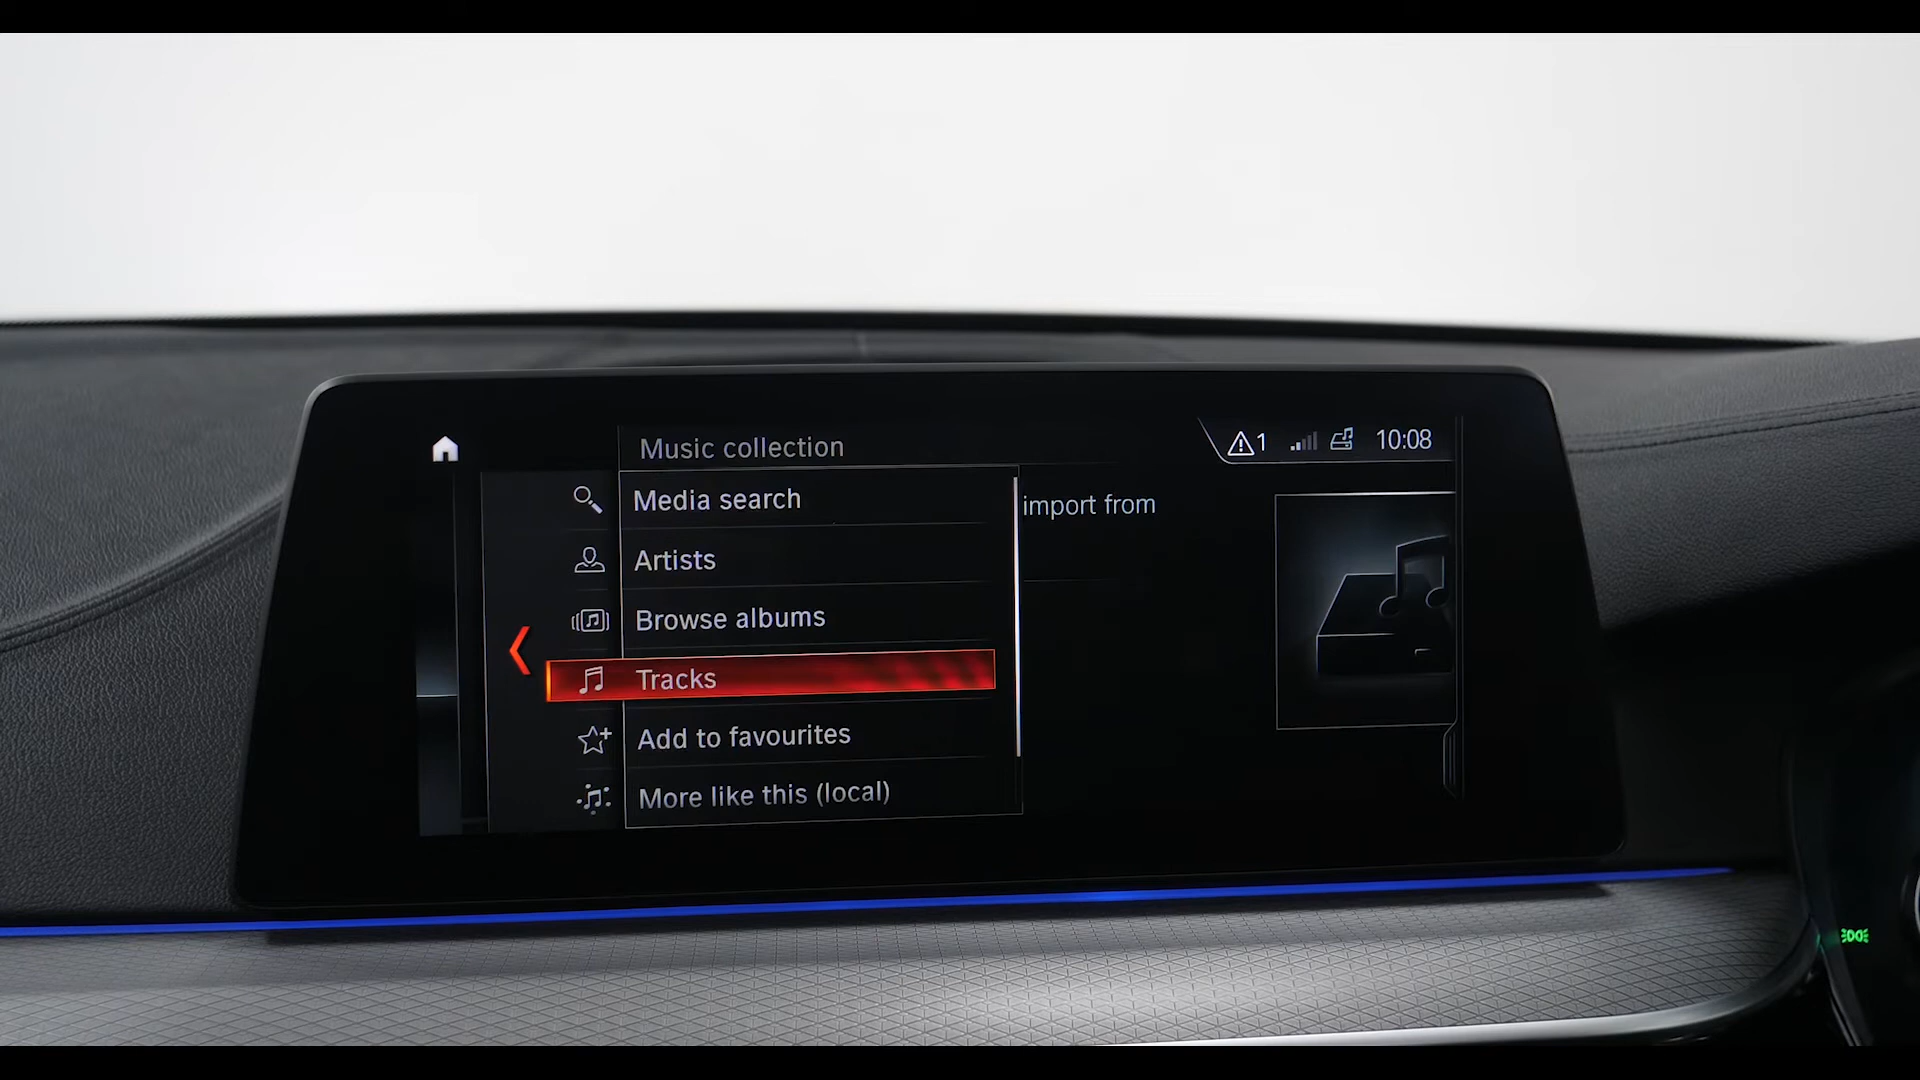 Music collection
1 10:08
Media search
import from
Artists
Browse albums
Tracks
Add to favourites
More like this (local)